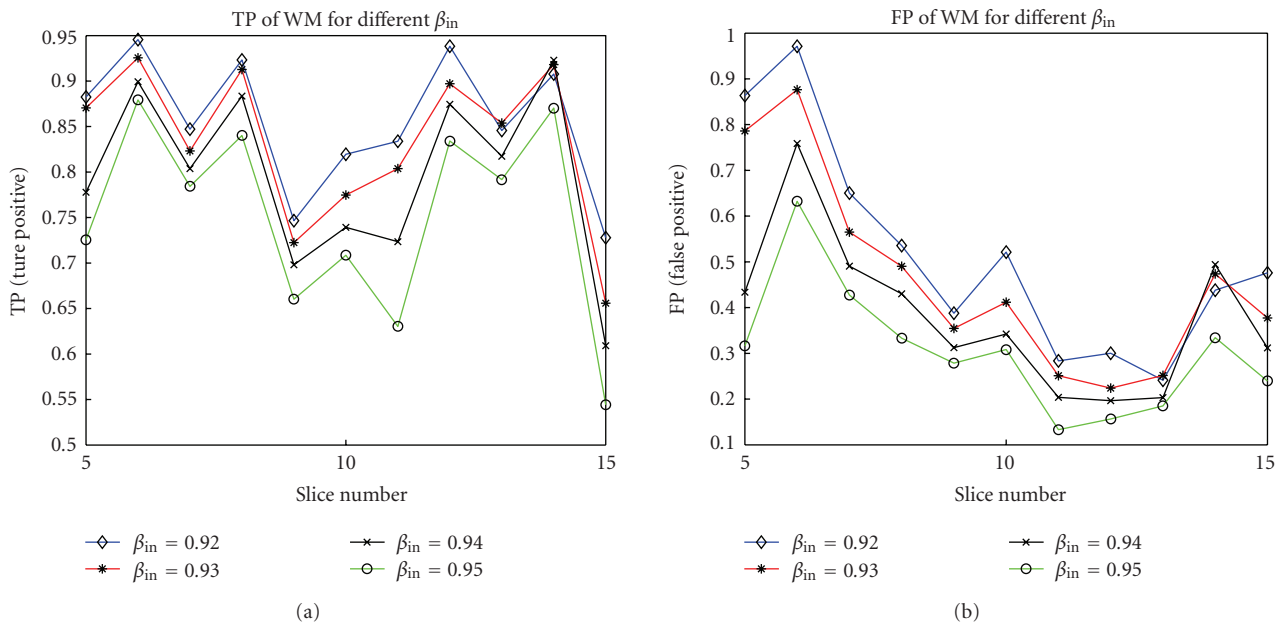 TP of WM for different βin
0.95
0.9
0.85
0.8
0.75
0.7
0.65
0.6
0.55
0.5
TP (ture positive)
5
10
15
Slice number
βin = 0.92
βin = 0.93
βin = 0.94
βin = 0.95
(a)
FP of WM for different βin
1
0.9
0.8
0.7
0.6
0.5
0.4
0.3
0.2
0.1
FP (false positive)
5
10
15
Slice number
βin = 0.92
βin = 0.93
βin = 0.94
βin = 0.95
(b)